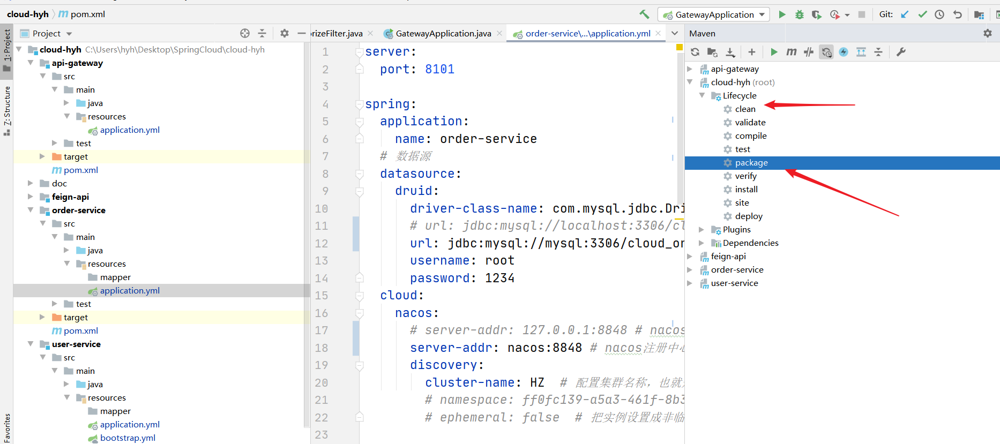 cloud-hyh pom.xml
GatewayApplication Git:
1: Project
Z: Structure
Favorites
Project
cloud-hyh C:\Users\hyh\Desktop\SpringCloud\cloud-hyh
api-gateway
src
main
java
resources
application.yml
test
target
pom.xml
doc
feign-api
order-service
src
main
java
resources
mapper
application.yml
test
target
pom.xml
user-service
src
main
java
resources
mapper
application.yml
bootstrap.yml
orizeFilter.java GatewayApplication.java order-service\...\application.yml
1 server:
2 port: 8101
3
4 spring:
5 application:
6 name: order-service
7 # 数据源
8 datasource:
9 druid:
10 driver-class-name: com.mysql.jdbc.Dri
11 # url: jdbc:mysql://localhost:3306/cl
12 url: jdbc:mysql://mysql:3306/cloud_or
13 username: root
14 password: 1234
15 cloud:
16 nacos:
17 # server-addr: 127.0.0.1:8848 # nacos
18 server-addr: nacos:8848 # nacos注册中心
19 discovery:
20 cluster-name: HZ # 配置集群名称，也就
21 # namespace: ff0fc139-a5a3-461f-8b3
22 # ephemeral: false # 把实例设置成非临
23
Maven
api-gateway
cloud-hyh (root)
Lifecycle
clean
validate
compile
test
package
verify
install
site
deploy
Plugins
Dependencies
feign-api
order-service
user-service